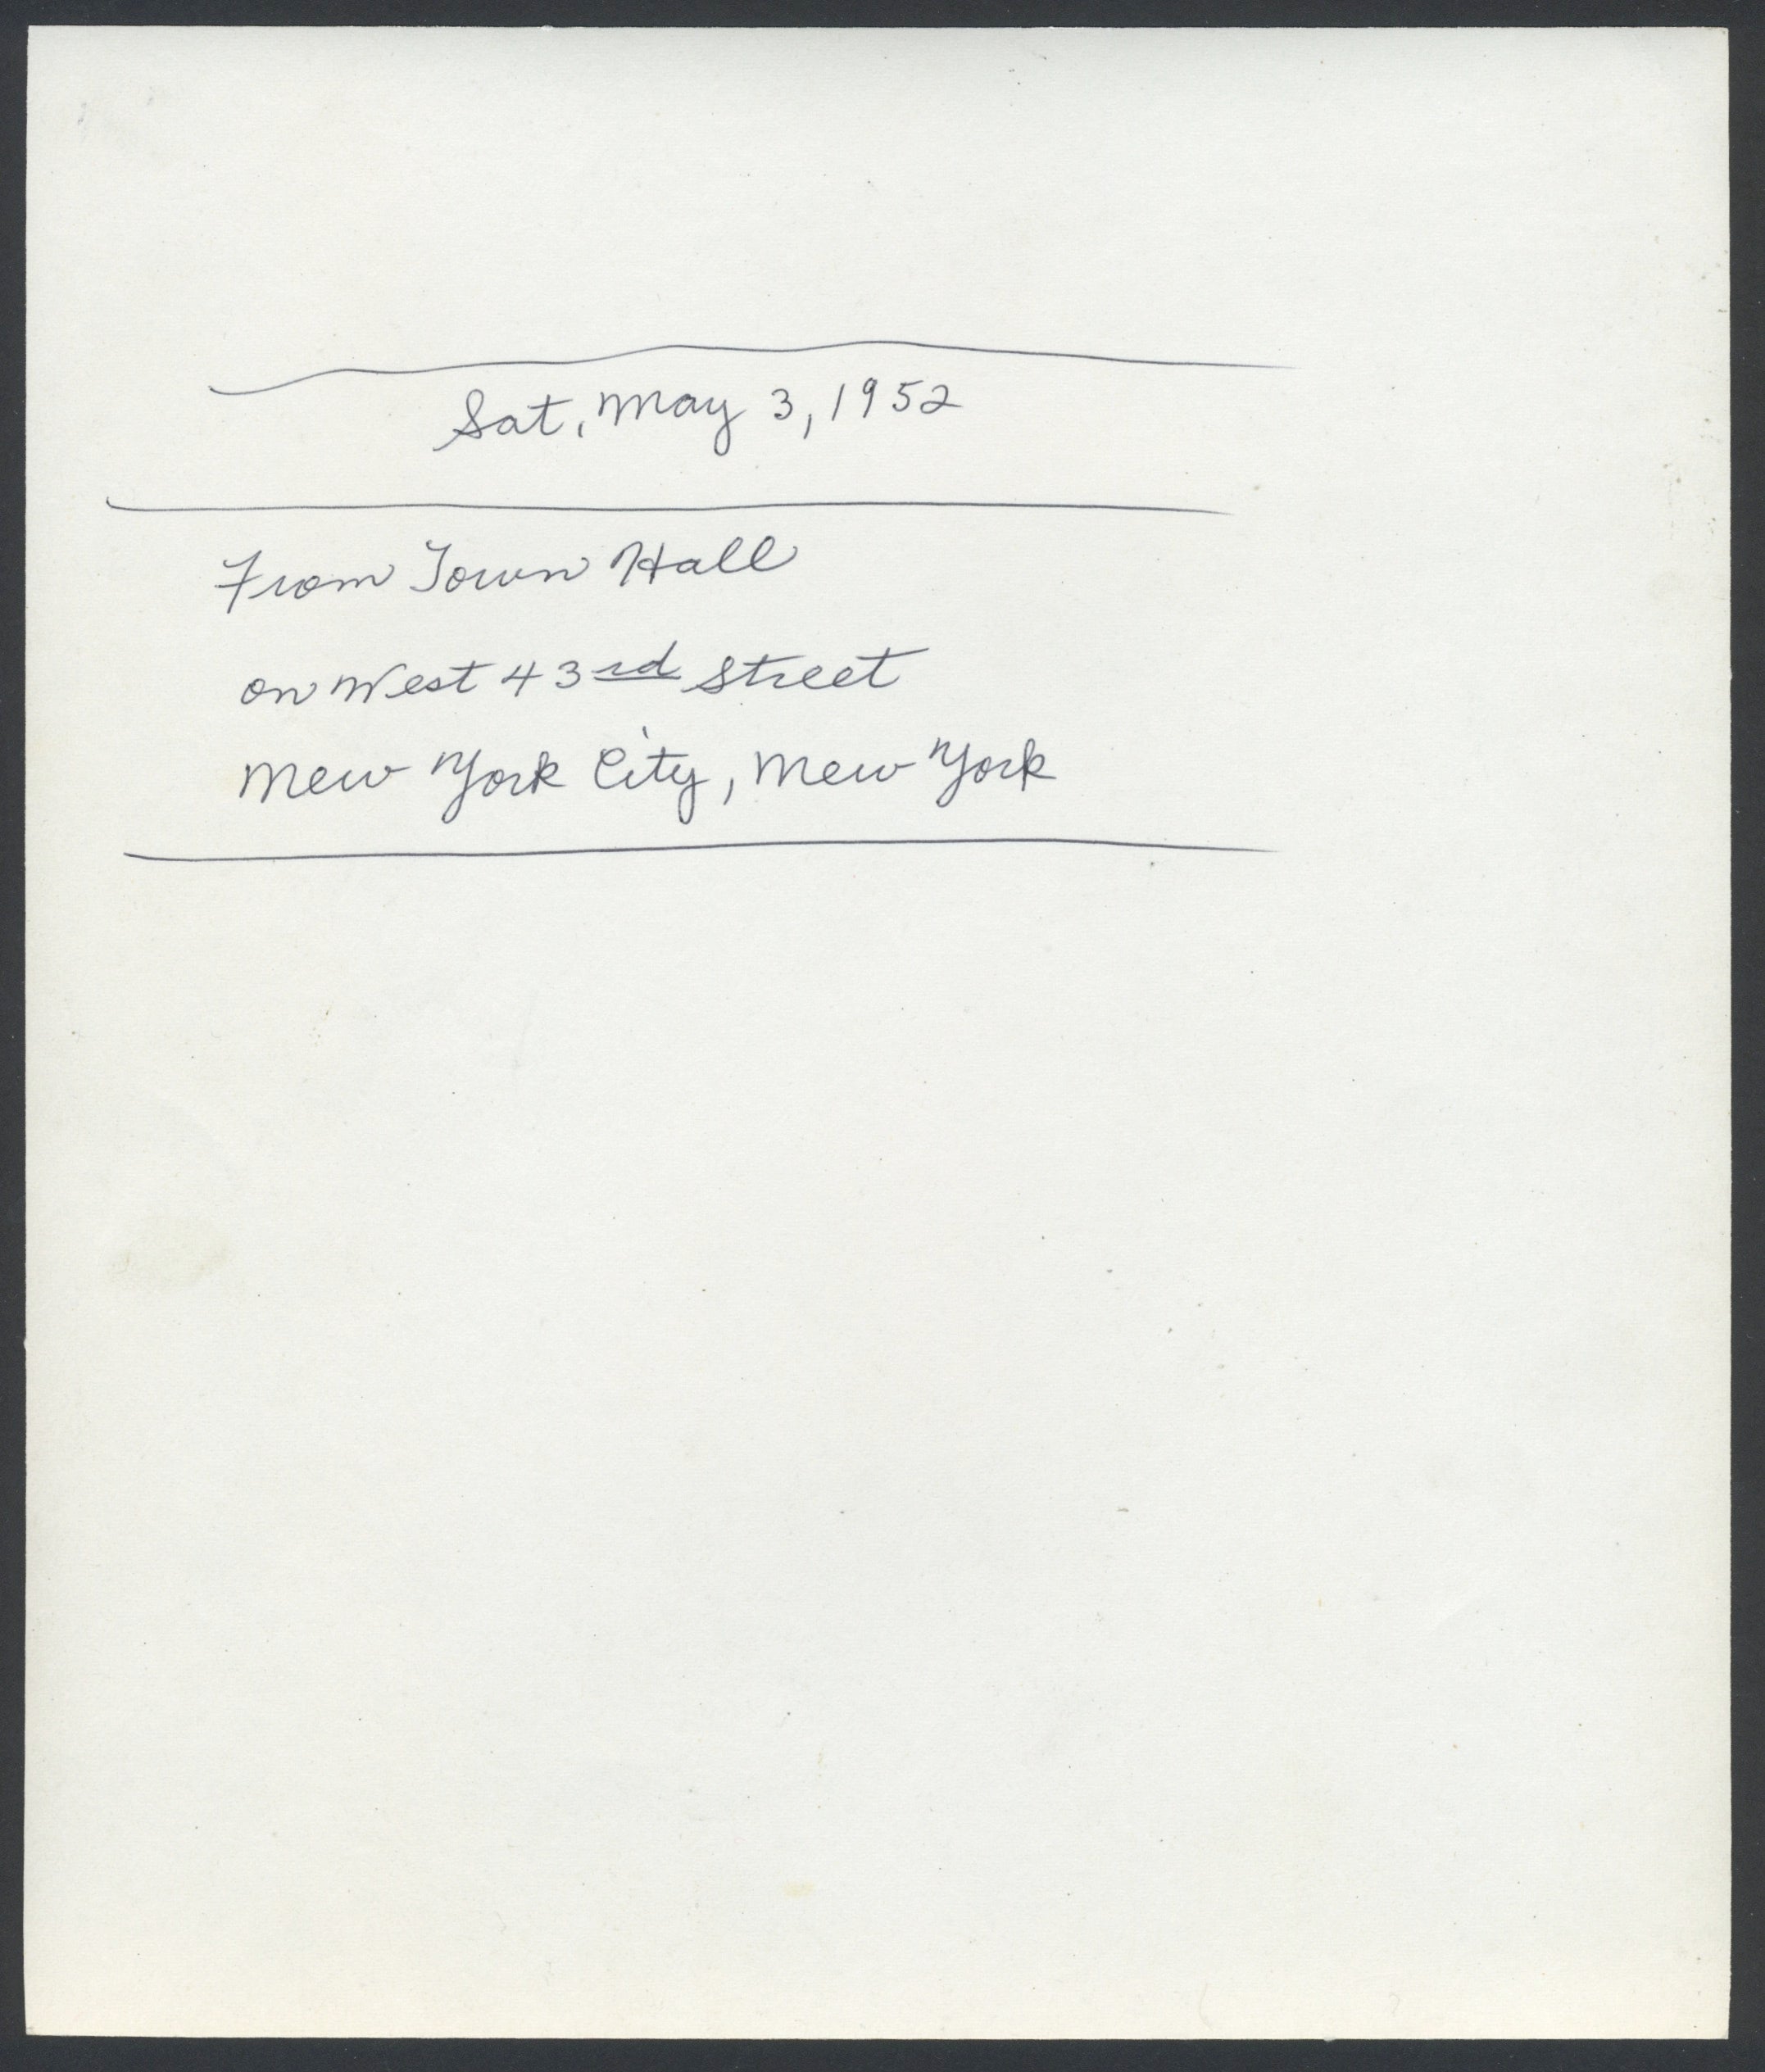 Sat, May 3, 1952
From Town Hall
on West 43rd Street
New York City, New York